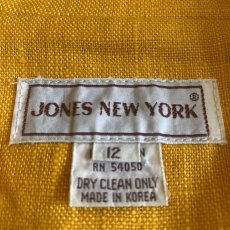 JONES NEW YORK ®
12
RN 54050
DRY CLEAN ONLY
MADE IN KOREA